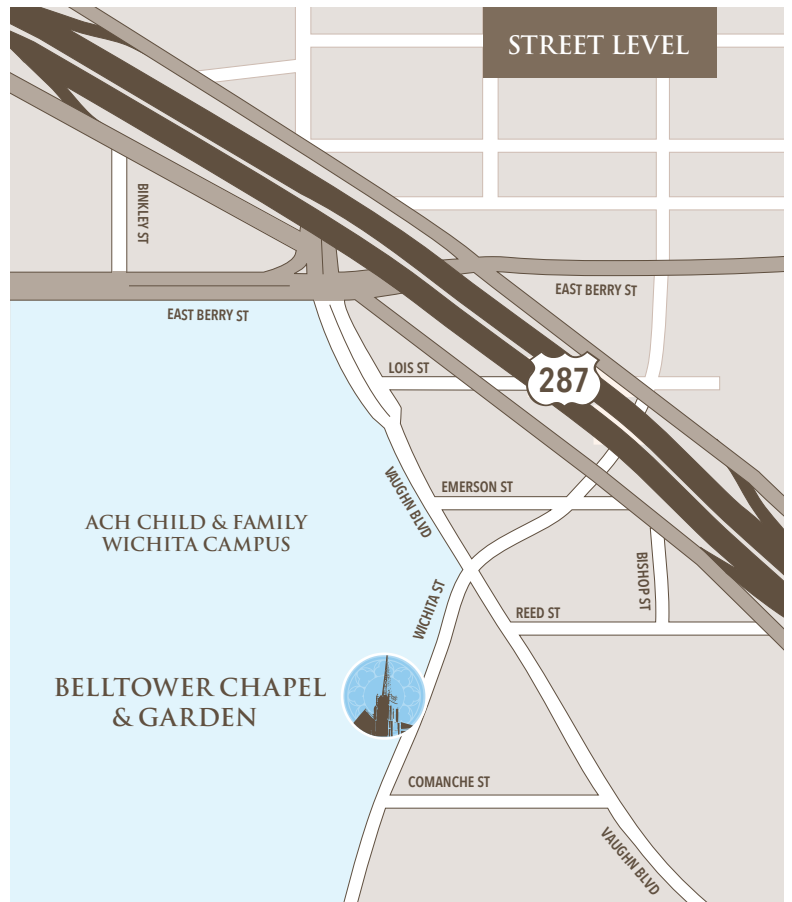 STREET LEVEL
BINKLEY ST
EAST BERRY ST
EAST BERRY ST
LOIS ST
287
VAUGHN BLVD
EMERSON ST
ACH CHILD & FAMILY
WICHITA CAMPUS
BISHOP ST
WICHITA ST
REED ST
BELLTOWER CHAPEL
& GARDEN
COMANCHE ST
VAUGHN BLVD